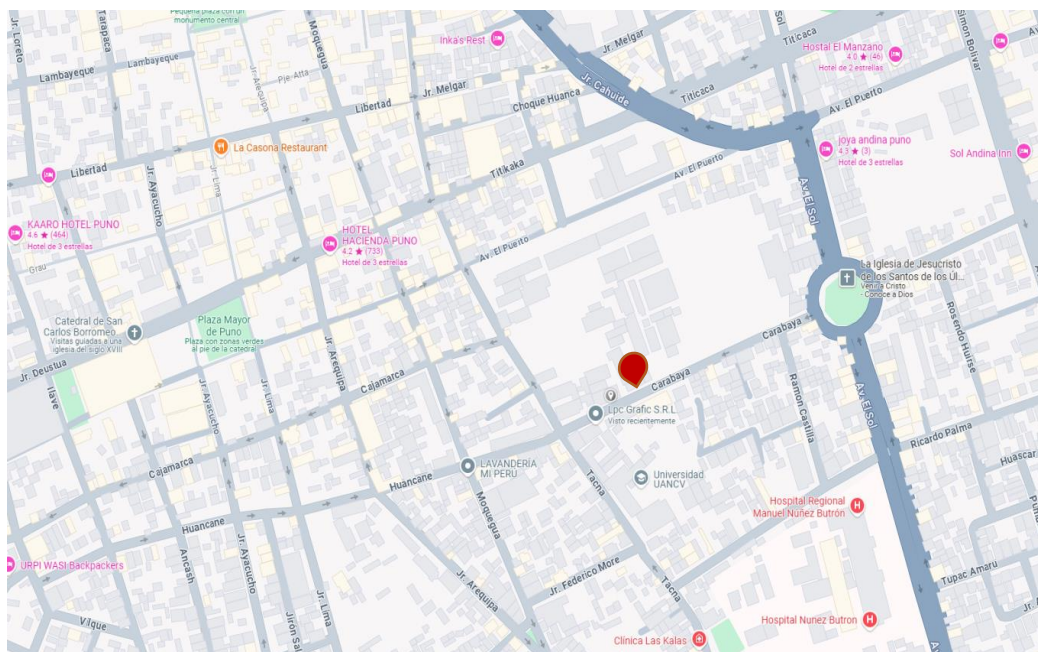 Pequeña plaza con un
monumento central
Jr. Loreto
Tarapaca
Lambayeque
Lambayeque
Jr. Arequipa
Pje-Atta
Moquegua
Inka's Rest
Jr. Melgar
Sol
Titicaca
Hostal El Manzano
4.0 ★ (46)
Hotel de 2 estrellas
Simon Bolivar
Av.
Libertad
Jr. Melgar
Choque Huanca
Jr. Cahuide
Titicaca
Av. El Puerto
La Casona Restaurant
Libertad
Jr. Ayacucho
Jr. Lima
Titikaka
Av. El Puerto
joya andina puno
4.3 ★ (3)
Hotel de 3 estrellas
Sol Andina Inn
KAARO HOTEL PUNO
4.6 ★ (464)
Hotel de 3 estrellas
Grau
HOTEL
HACIENDA PUNO
4.2 ★ (733)
Hotel de 3 estrellas
Av. El Puerto
Av. El Sol
La Iglesia de Jesucristo
de los Santos de los Úl...
Venir a Cristo
- Conoce a Dios
Catedral de San
Carlos Borromeo
Visitas guiadas a una
iglesia del siglo XVIII
Plaza Mayor
de Puno
Plaza con zonas verdes
al pie de la catedral
Carabaya
Rosendo Huirse
Jr. Deustua
Ilave
Jr. Ayacucho
Jr. Lima
Jr. Arequipa
Cajamarca
Carabaya
Ramon Castilla
Av. El Sol
Lpc Grafic S.R.L.
Visto recientemente
Ricardo Palma
Huascar
Cajamarca
Huancane
LAVANDERIA
MI PERÚ
Tacna
Universidad
UANCV
Hospital Regional
Manuel Nuñez Butrón
Huancane
Moquegua
URPI WASI Backpackers
Ancash
Jr. Ayacucho
Jr. Lima
Jr. Arequipa
Jr. Federico More
Tacna
Tupac Amaru
Vilque
Jirón Sal
Clínica Las Kalas
Hospital Nunez Butron
Av.